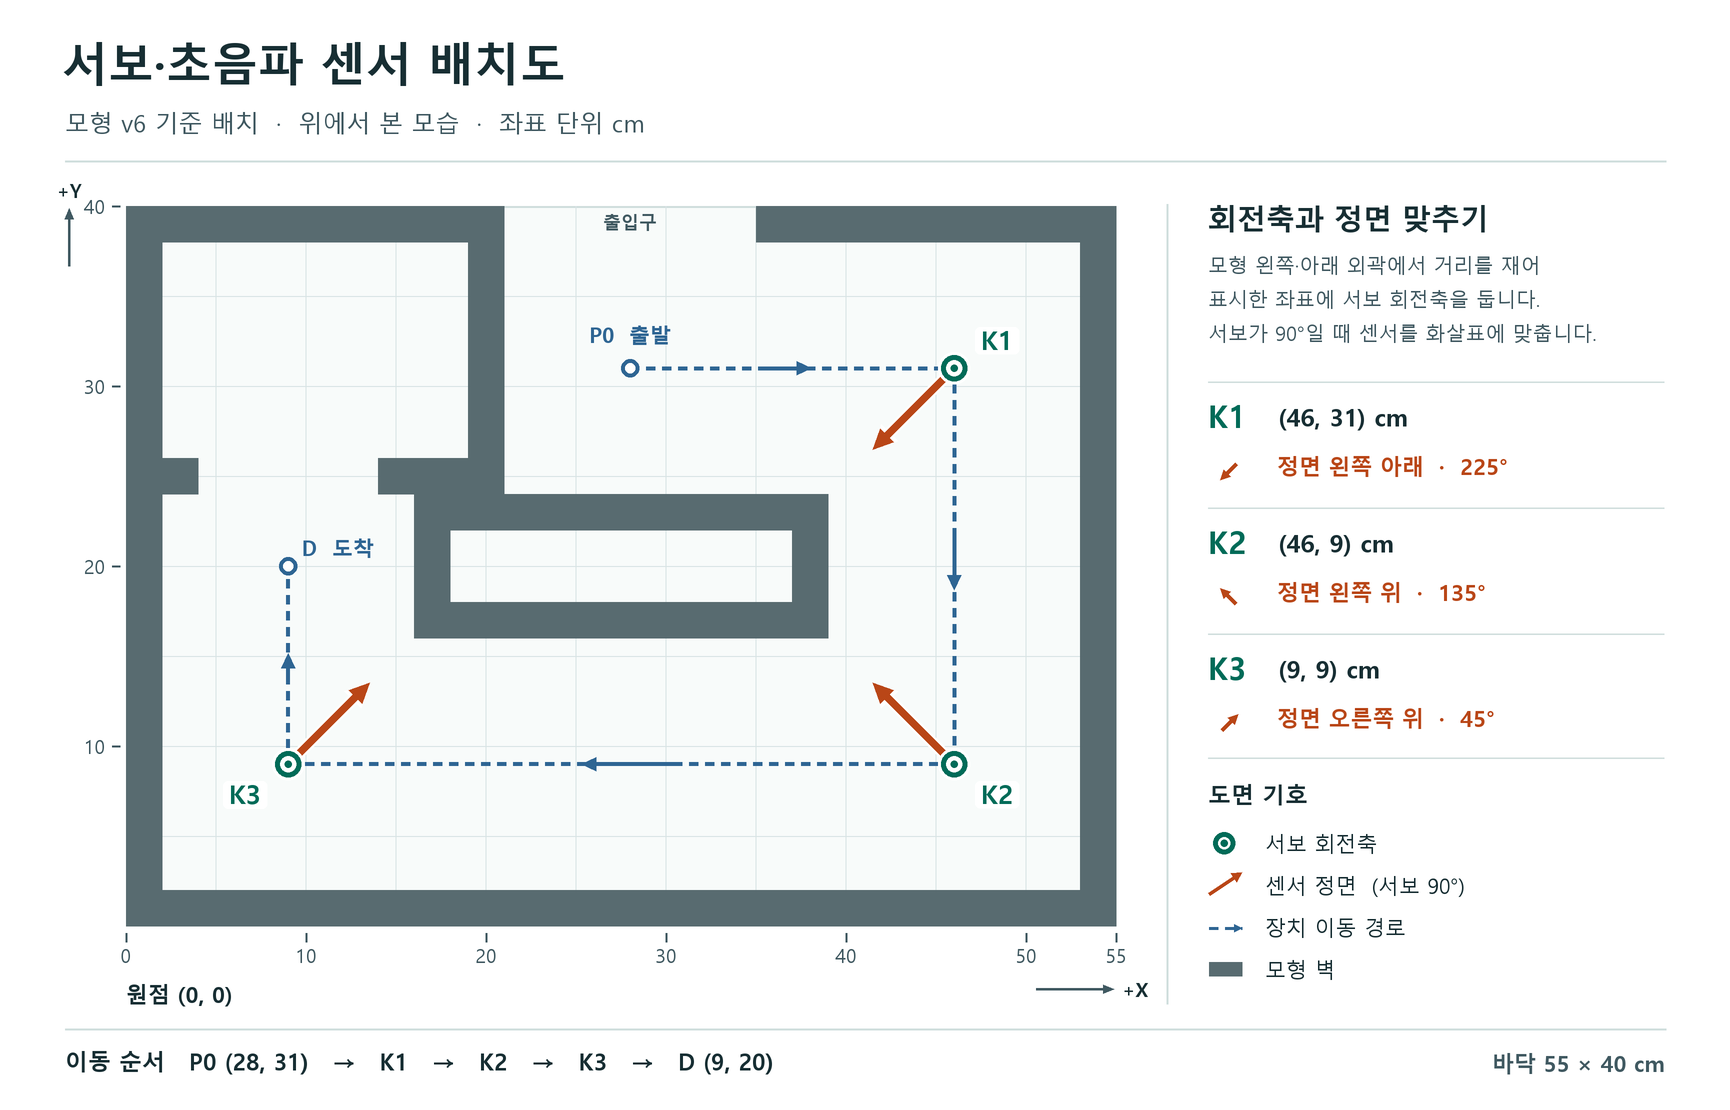 서보·초음파 센서 배치도
모형 v6 기준 배치 · 위에서 본 모습 · 좌표 단위 cm
+Y
40
30
20
10
출입구
P0 출발
K1
D 도착
K3
K2
0
10
20
30
40
50
55
원점 (0, 0)
+X
회전축과 정면 맞추기
모형 왼쪽·아래 외곽에서 거리를 재어
표시한 좌표에 서보 회전축을 둡니다.
서보가 90°일 때 센서를 화살표에 맞춥니다.
K1 (46, 31) cm
정면 왼쪽 아래 · 225°
K2 (46, 9) cm
정면 왼쪽 위 · 135°
K3 (9, 9) cm
정면 오른쪽 위 · 45°
도면 기호
서보 회전축
센서 정면 (서보 90°)
장치 이동 경로
모형 벽
이동 순서 P0 (28, 31) → K1 → K2 → K3 → D (9, 20)
바닥 55 × 40 cm